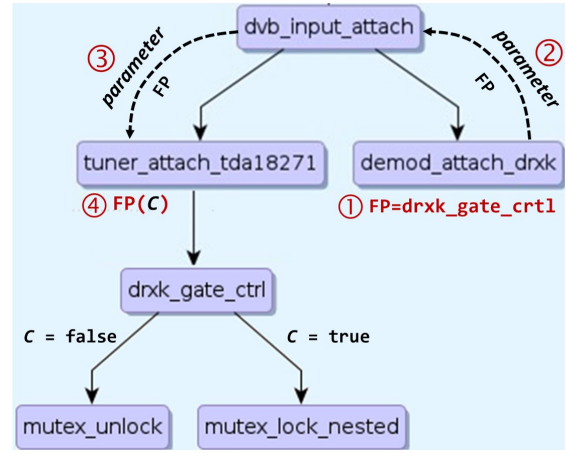 dvb_input_attach
③ parameter
FP
parameter ②
FP
tuner_attach_tda18271
demod_attach_drxk
④ FP(C)
① FP=drxk_gate_crtl
drxk_gate_ctrl
C = false
C = true
mutex_unlock
mutex_lock_nested